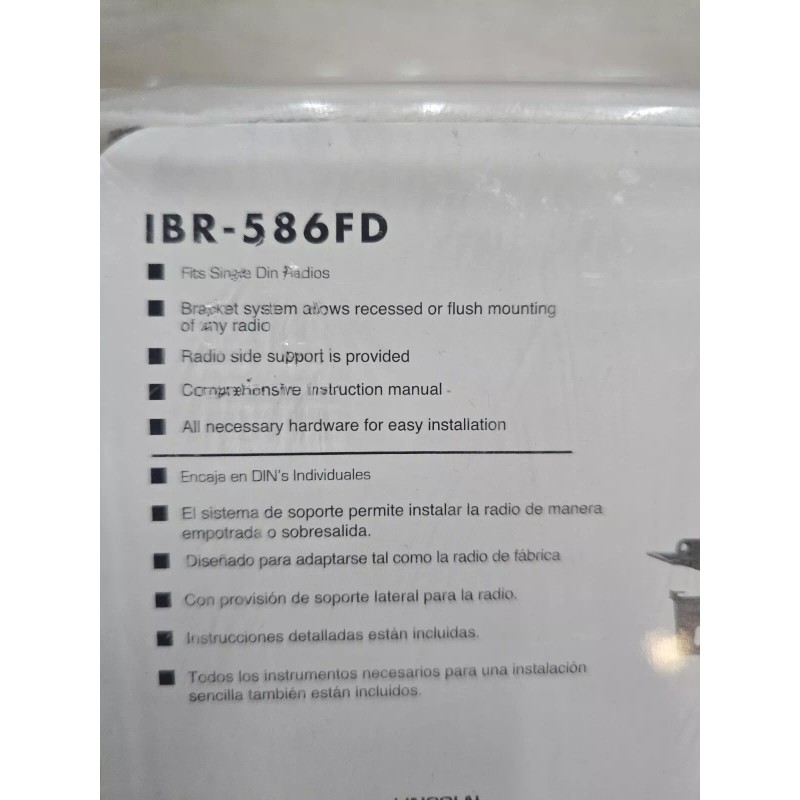 IBR-586FD
Fits Single Din Radios
Bracket system allows recessed or flush mounting
of any radio
Radio side support is provided
Comprehensive instruction manual
All necessary hardware for easy installation
Encaja en DIN's Individuales
El sistema de soporte permite instalar la radio de manera
empotrada o sobresalida.
Diseñado para adaptarse tal como la radio de fábrica
Con provisión de soporte lateral para la radio.
Instrucciones detalladas están incluidas.
Todos los instrumentos necesarios para una instalación
sencilla también están incluidos.